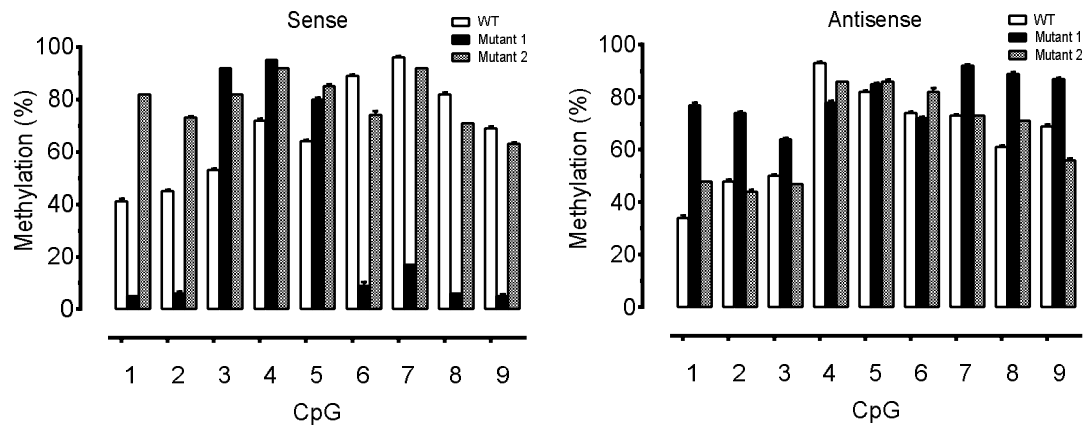 Sense
WT
Mutant 1
Mutant 2
Methylation (%)
100
80
60
40
20
0
1 2 3 4 5 6 7 8 9
CpG
Antisense
WT
Mutant 1
Mutant 2
Methylation (%)
100
80
60
40
20
0
1 2 3 4 5 6 7 8 9
CpG